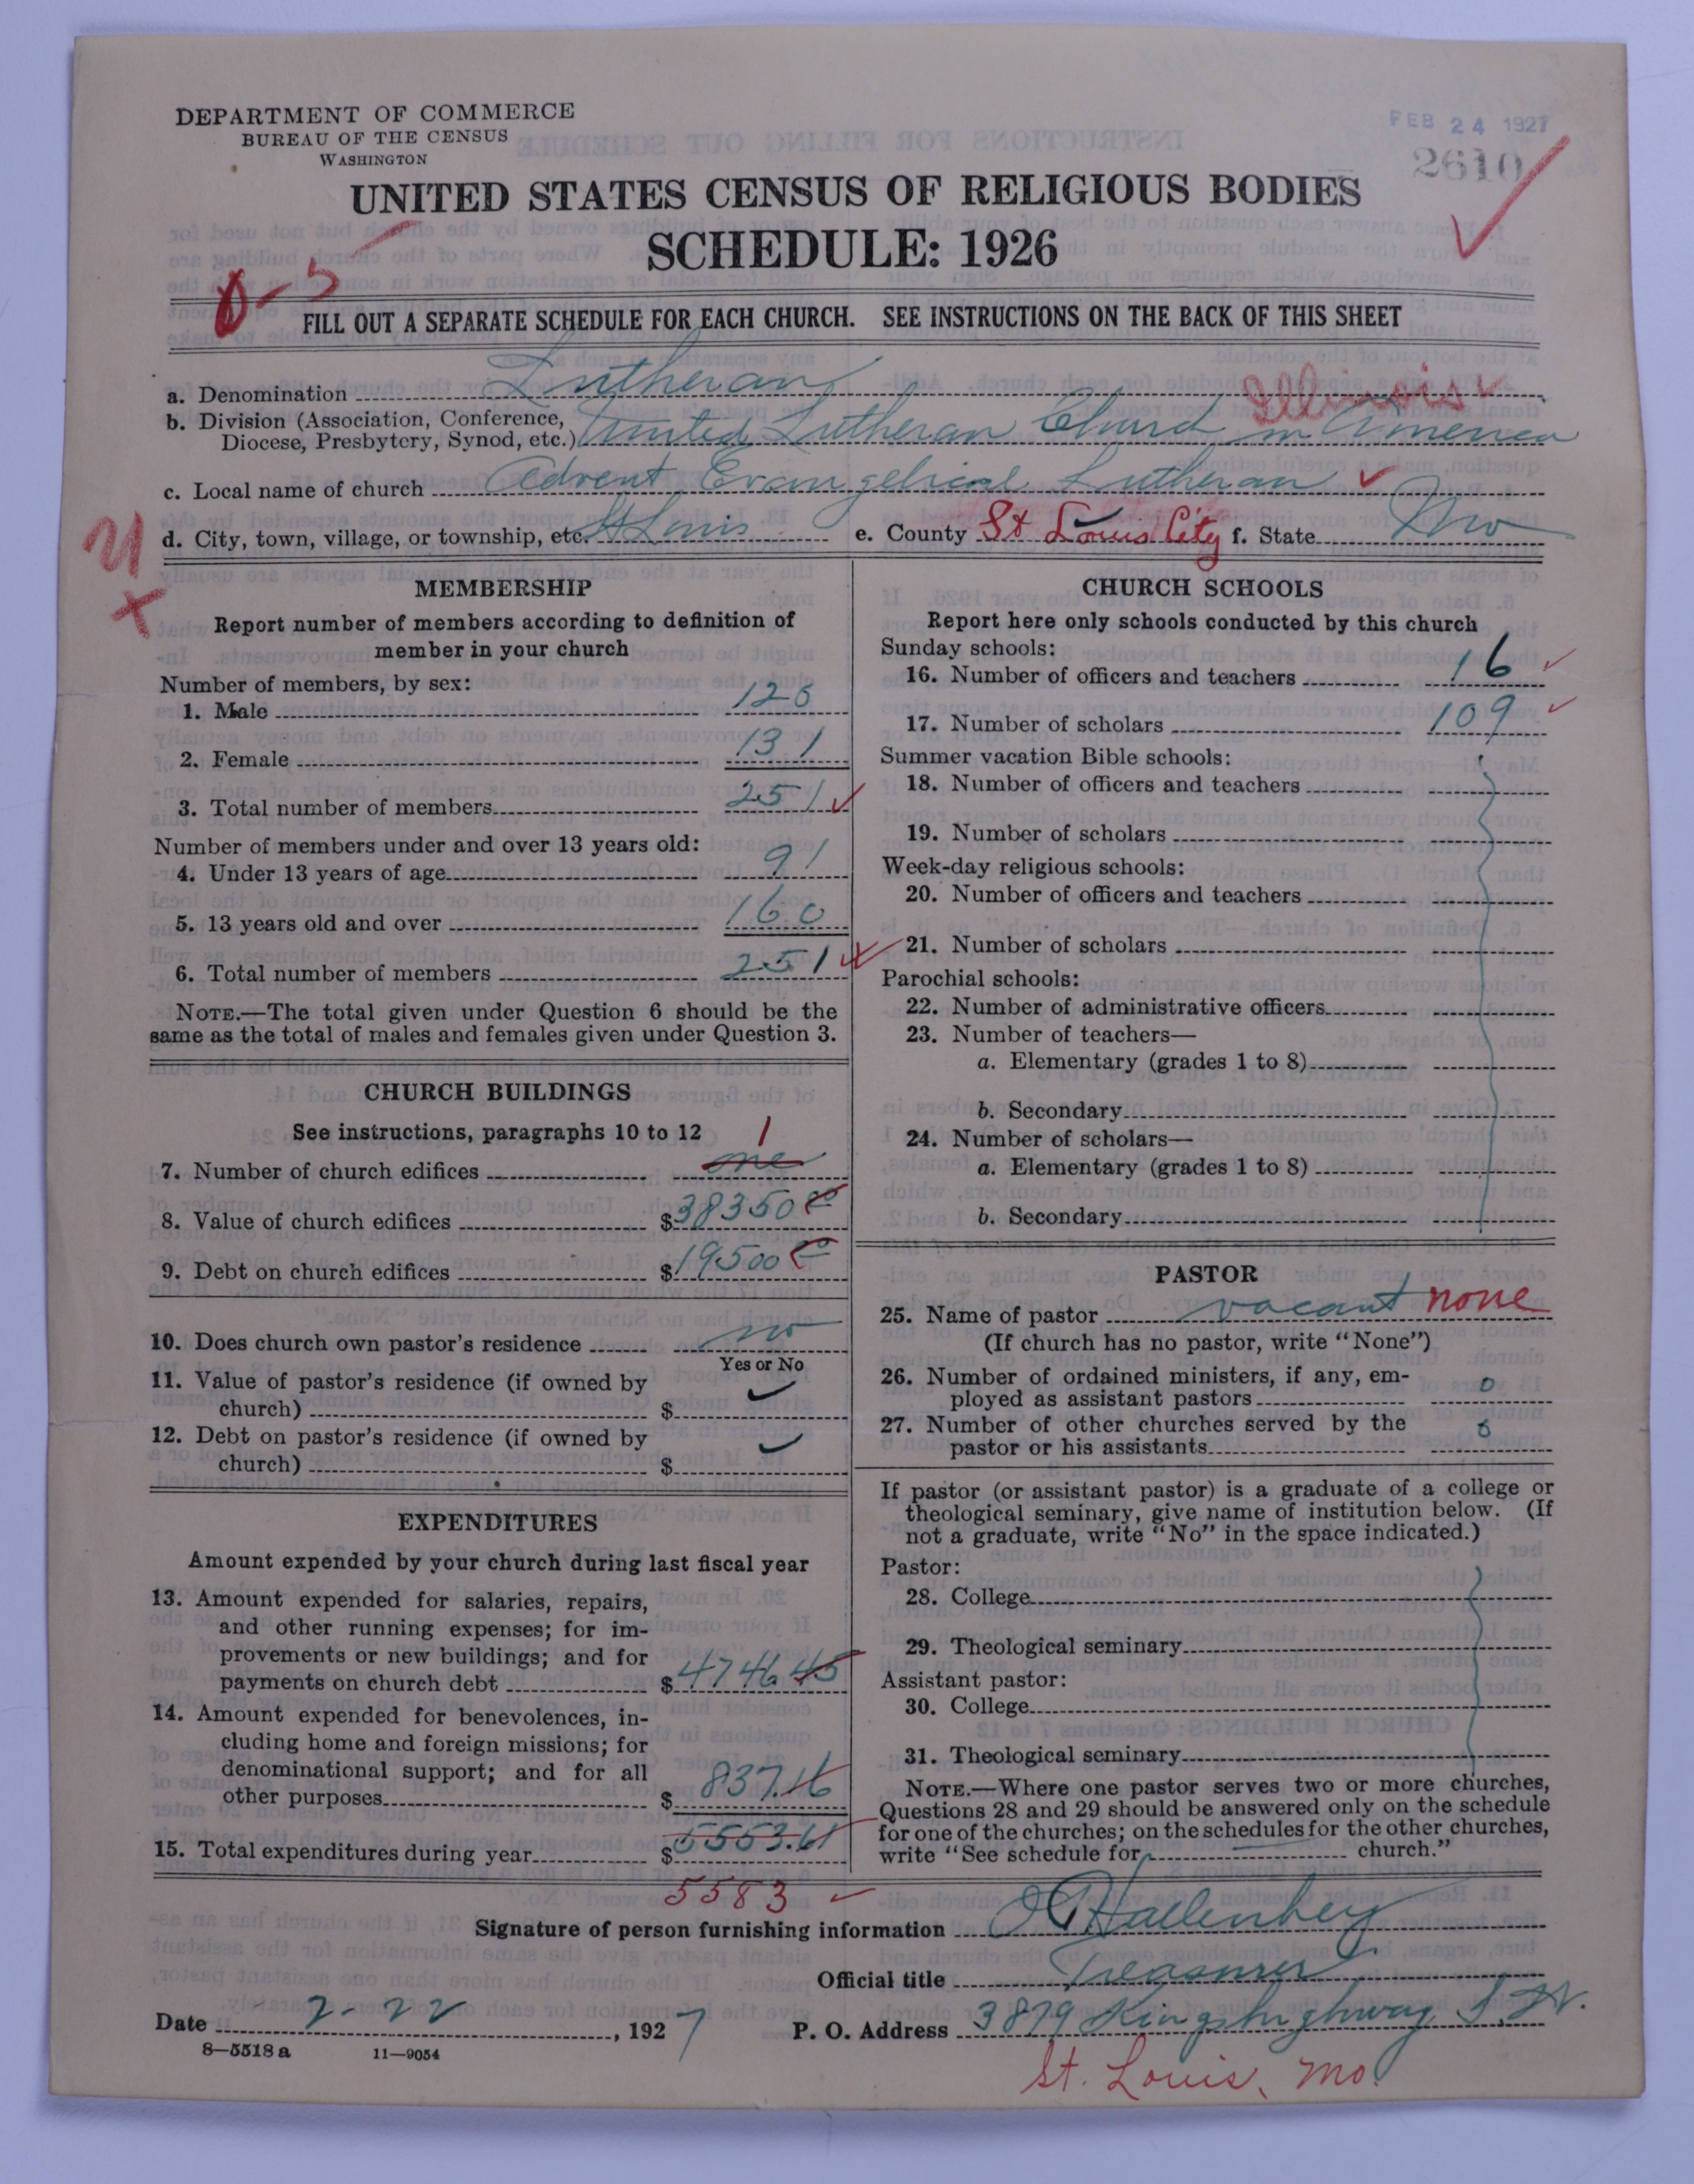 DEPARTMENT OF COMMERCE
BUREAU OF THE CENSUS
WASHINGTON
FEB 24 1927
2610
UNITED STATES CENSUS OF RELIGIOUS BODIES
SCHEDULE: 1926
FILL OUT A SEPARATE SCHEDULE FOR EACH CHURCH. SEE INSTRUCTIONS ON THE BACK OF THIS SHEET
a. Denomination Lutheran Illinois
b. Division (Association, Conference,
Diocese, Presbytery, Synod, etc.) United Lutheran Church in America
c. Local name of church Advent Evangelical Lutheran
d. City, town, village, or township, etc. St Louis e. County St Louis City f. State Mo
MEMBERSHIP
Report number of members according to definition of
member in your church
Number of members, by sex:
1. Male 120
2. Female 131
3. Total number of members 251
Number of members under and over 13 years old:
4. Under 13 years of age 91
5. 13 years old and over 160
6. Total number of members 251
NOTE.—The total given under Question 6 should be the
same as the total of males and females given under Question 3.
CHURCH BUILDINGS
See instructions, paragraphs 10 to 12
1
7. Number of church edifices one
8. Value of church edifices $38350 00
9. Debt on church edifices $19500 00
10. Does church own pastor's residence no
Yes or No
11. Value of pastor's residence (if owned by
church) $
12. Debt on pastor's residence (if owned by
church) $
EXPENDITURES
Amount expended by your church during last fiscal year
13. Amount expended for salaries, repairs,
and other running expenses; for im-
provements or new buildings; and for
payments on church debt $4746.45
14. Amount expended for benevolences, in-
cluding home and foreign missions; for
denominational support; and for all
other purposes $837.16
15. Total expenditures during year $5553.61
5583
CHURCH SCHOOLS
Report here only schools conducted by this church
Sunday schools:
16. Number of officers and teachers 16
17. Number of scholars 109
Summer vacation Bible schools:
18. Number of officers and teachers
19. Number of scholars
Week-day religious schools:
20. Number of officers and teachers
21. Number of scholars
Parochial schools:
22. Number of administrative officers
23. Number of teachers—
a. Elementary (grades 1 to 8)
b. Secondary
24. Number of scholars—
a. Elementary (grades 1 to 8)
b. Secondary
PASTOR
25. Name of pastor vacant none
(If church has no pastor, write "None")
26. Number of ordained ministers, if any, em-
ployed as assistant pastors 0
27. Number of other churches served by the
pastor or his assistants 0
If pastor (or assistant pastor) is a graduate of a college or
theological seminary, give name of institution below. (If
not a graduate, write "No" in the space indicated.)
Pastor:
28. College
29. Theological seminary
Assistant pastor:
30. College
31. Theological seminary
NOTE.—Where one pastor serves two or more churches,
Questions 28 and 29 should be answered only on the schedule
for one of the churches; on the schedules for the other churches,
write "See schedule for church."
Signature of person furnishing information Hallenberg
Official title Treasurer
Date 2-22, 1927 P. O. Address 3879 Kingshighway
St. Louis, Mo.
8—5518 a 11—9054